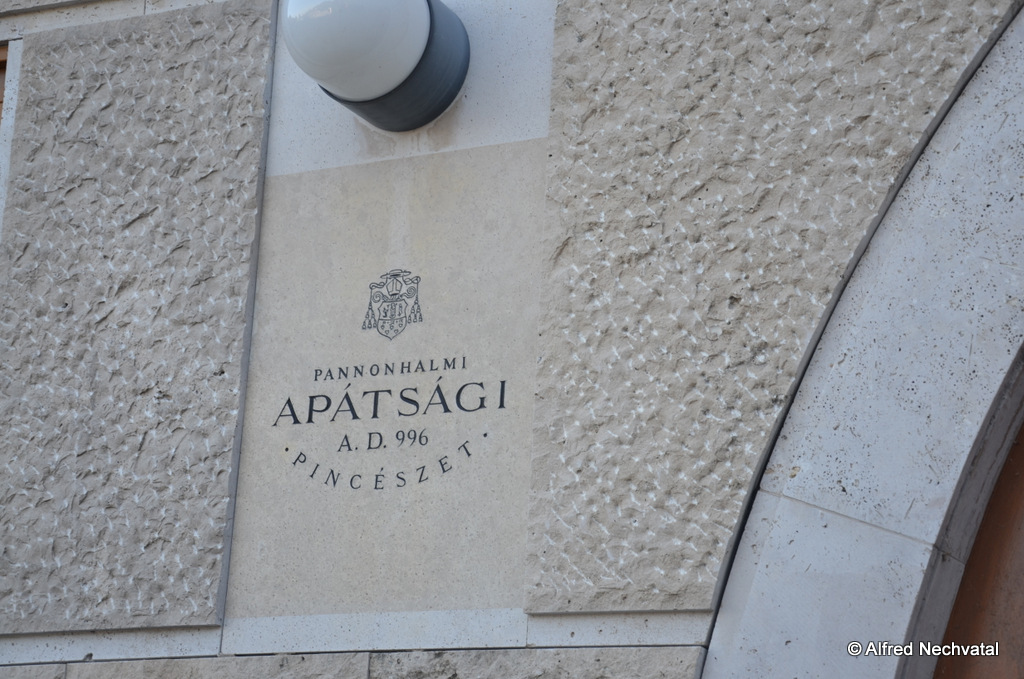 PANNONHALMI
APÁTSÁGI
A. D. 996
· PINCÉSZET ·
© Alfred Nechvatal